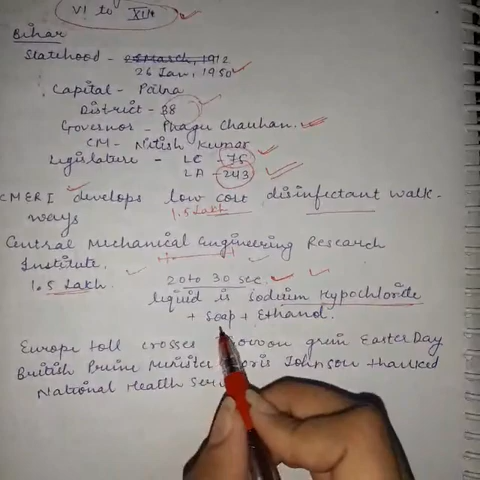 VI to XII
Bihar
Statehood - 22 March, 1912
26 Jan, 1950
Capital - Patna
District - 38
Governor - Phagu Chauhan.
CM - Nitish Kumar
Legislature - LC - 75
LA - 243
CMERI develops low cost disinfectant walk-
1.5 Lakh
ways
Central Mechanical Engineering Research
Institute.
1.5 Lakh.
20 to 30 sec.
liquid is Sodium Hypochlorite
+ Soap + Ethanol.
Europe toll crosses grim Easter Day
British Prime Minister Boris Johnson thanked
National Health